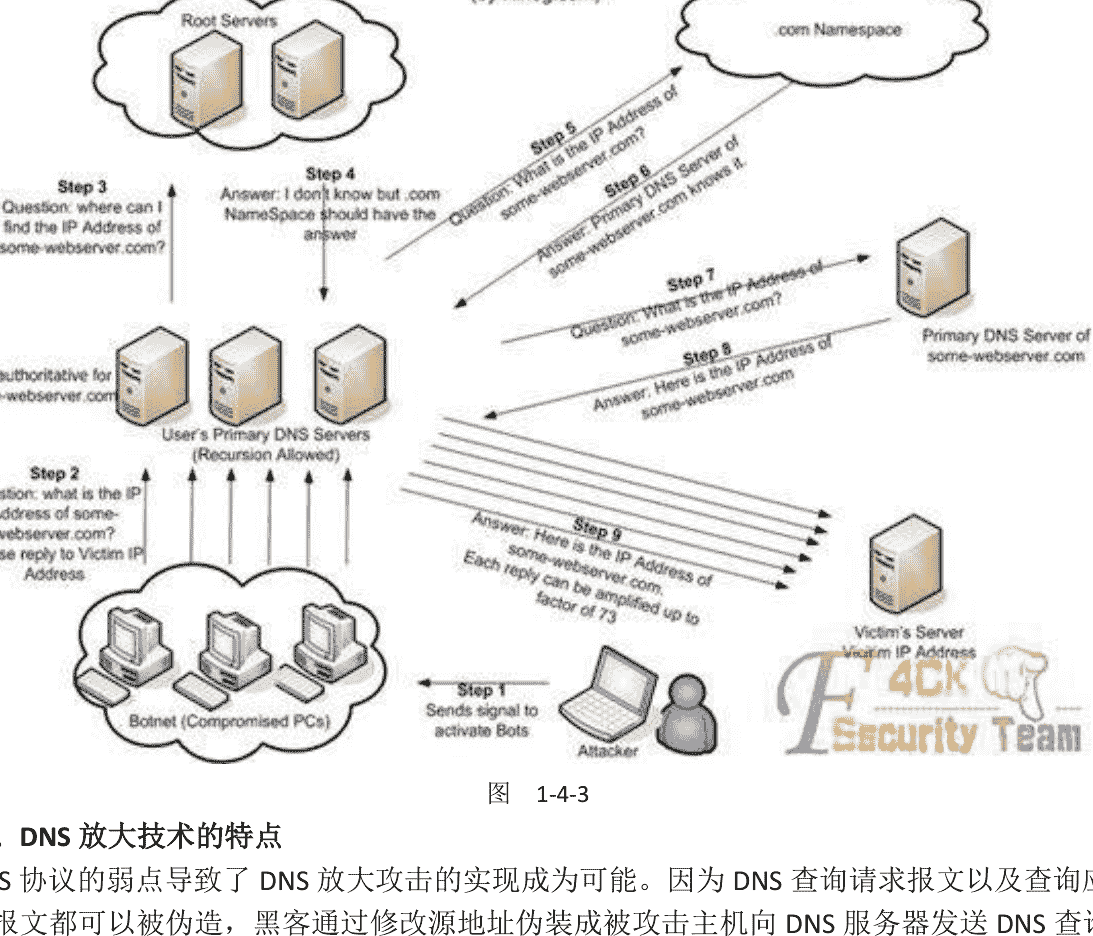 Root Servers
.com Namespace
Step 5
Question: What is the IP Address of
some-webserver.com?
Step 6
Answer: Primary DNS Server of
some-webserver.com knows it.
Step 3
Question: where can I
find the IP Address of
some-webserver.com?
Step 4
Answer: I don't know but .com
NameSpace should have the
answer
Step 7
Question: What is the IP Address of
some-webserver.com?
Primary DNS Server of
some-webserver.com
Step 8
Answer: Here is the IP Address of
some-webserver.com
authoritative for
-webserver.com
User's Primary DNS Servers
(Recursion Allowed)
Step 2
stion: what is the IP
ddress of some-
webserver.com?
se reply to Victim IP
Address
Step 9
Answer: Here is the IP Address of
some-webserver.com.
Each reply can be amplified up to
factor of 73
Victim's Server
Victim IP Address
F4CK
Security Team
Botnet (Compromised PCs)
Step 1
Sends signal to
activate Bots
Attacker
图 1-4-3
DNS 放大技术的特点
S 协议的弱点导致了 DNS 放大攻击的实现成为可能。因为 DNS 查询请求报文以及查询应
报文都可以被伪造，黑客通过修改源地址伪装成被攻击主机向 DNS 服务器发送 DNS 查询